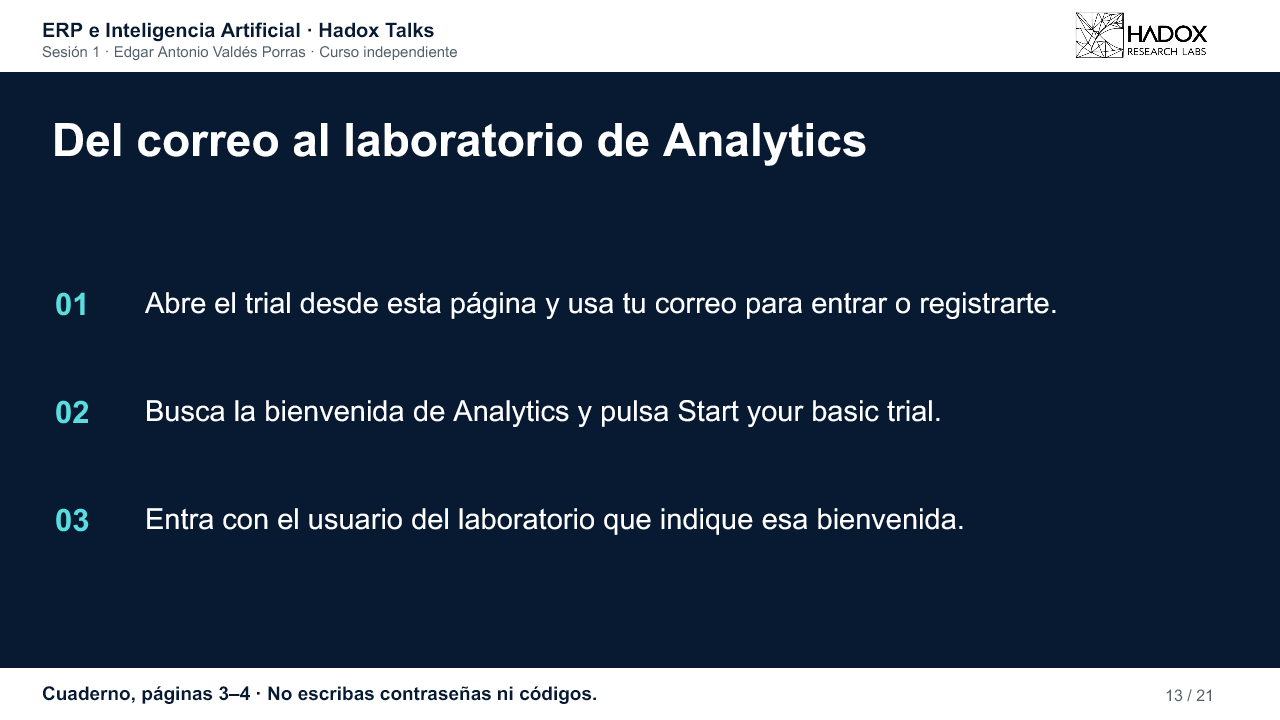 ERP e Inteligencia Artificial · Hadox Talks
Sesión 1 · Edgar Antonio Valdés Porras · Curso independiente
HADOX
RESEARCH LABS
Del correo al laboratorio de Analytics
01 Abre el trial desde esta página y usa tu correo para entrar o registrarte.
02 Busca la bienvenida de Analytics y pulsa Start your basic trial.
03 Entra con el usuario del laboratorio que indique esa bienvenida.
Cuaderno, páginas 3–4 · No escribas contraseñas ni códigos.
13 / 21